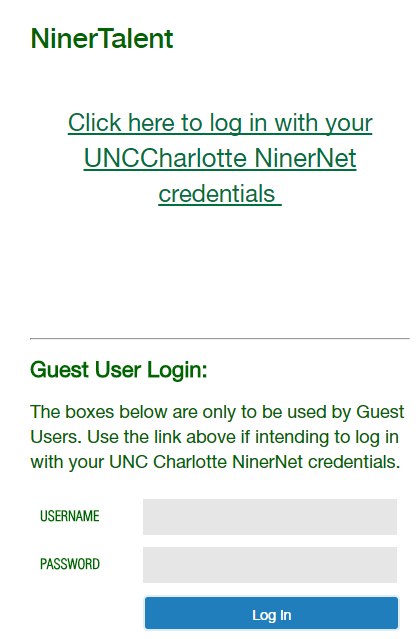 NinerTalent
Click here to log in with your
UNCCharlotte NinerNet
credentials
Guest User Login:
The boxes below are only to be used by Guest
Users. Use the link above if intending to log in
with your UNC Charlotte NinerNet credentials.
USERNAME
PASSWORD
Log In